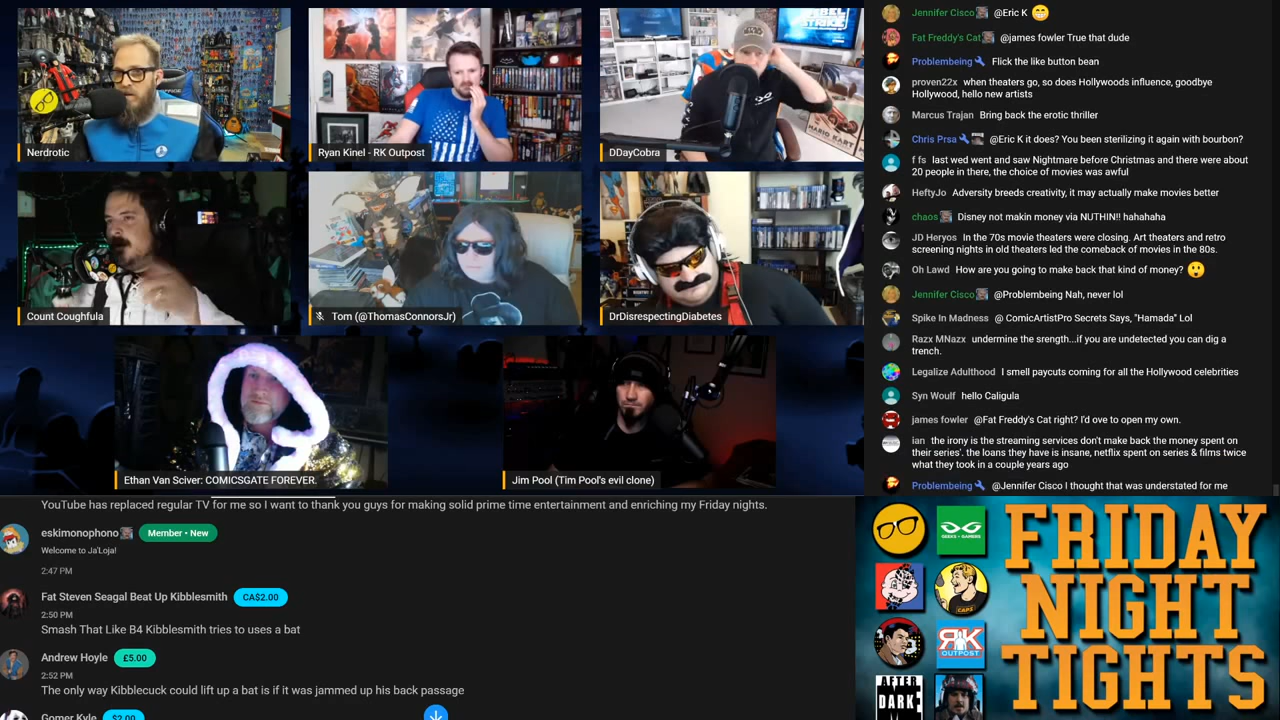 Nerdrotic
Ryan Kinel - RK Outpost
DDayCobra
MARIO KART
Count Coughfula
Tom (@ThomasConnorsJr)
DrDisrespectingDiabetes
Ethan Van Sciver: COMICSGATE FOREVER.
Jim Pool (Tim Pool's evil clone)
Jennifer Cisco @Eric K
Fat Freddy's Cat @james fowler True that dude
Problembeing Flick the like button bean
proven22x when theaters go, so does Hollywoods influence, goodbye
Hollywood, hello new artists
Marcus Trajan Bring back the erotic thriller
Chris Prsa @Eric K it does? You been sterilizing it again with bourbon?
f fs last wed went and saw Nightmare before Christmas and there were about
20 people in there, the choice of movies was awful
HeftyJo Adversity breeds creativity, it may actually make movies better
chaos Disney not makin money via NUTHIN!! hahahaha
JD Heryos In the 70s movie theaters were closing. Art theaters and retro
screening nights in old theaters led the comeback of movies in the 80s.
Oh Lawd How are you going to make back that kind of money?
Jennifer Cisco @Problembeing Nah, never lol
Spike In Madness @ ComicArtistPro Secrets Says, "Hamada" Lol
Razx MNazx undermine the srength...if you are undetected you can dig a
trench.
Legalize Adulthood I smell paycuts coming for all the Hollywood celebrities
Syn Woulf hello Caligula
james fowler @Fat Freddy's Cat right? I'd ove to open my own.
ian the irony is the streaming services don't make back the money spent on
their series'. the loans they have is insane, netflix spent on series & films twice
what they took in a couple years ago
Problembeing @Jennifer Cisco I thought that was understated for me
YouTube has replaced regular TV for me so I want to thank you guys for making solid prime time entertainment and enriching my Friday nights.
eskimonophono Member • New
Welcome to Ja'Loja!
2:47 PM
Fat Steven Seagal Beat Up Kibblesmith CA$2.00
2:50 PM
Smash That Like B4 Kibblesmith tries to uses a bat
Andrew Hoyle £5.00
2:52 PM
The only way Kibblecuck could lift up a bat is if it was jammed up his back passage
Gomer Kyle $2.00
GEEKS + GAMERS
CAPS
RK
OUTPOST
AFTER
DARK
FRIDAY
NIGHT
TIGHTS